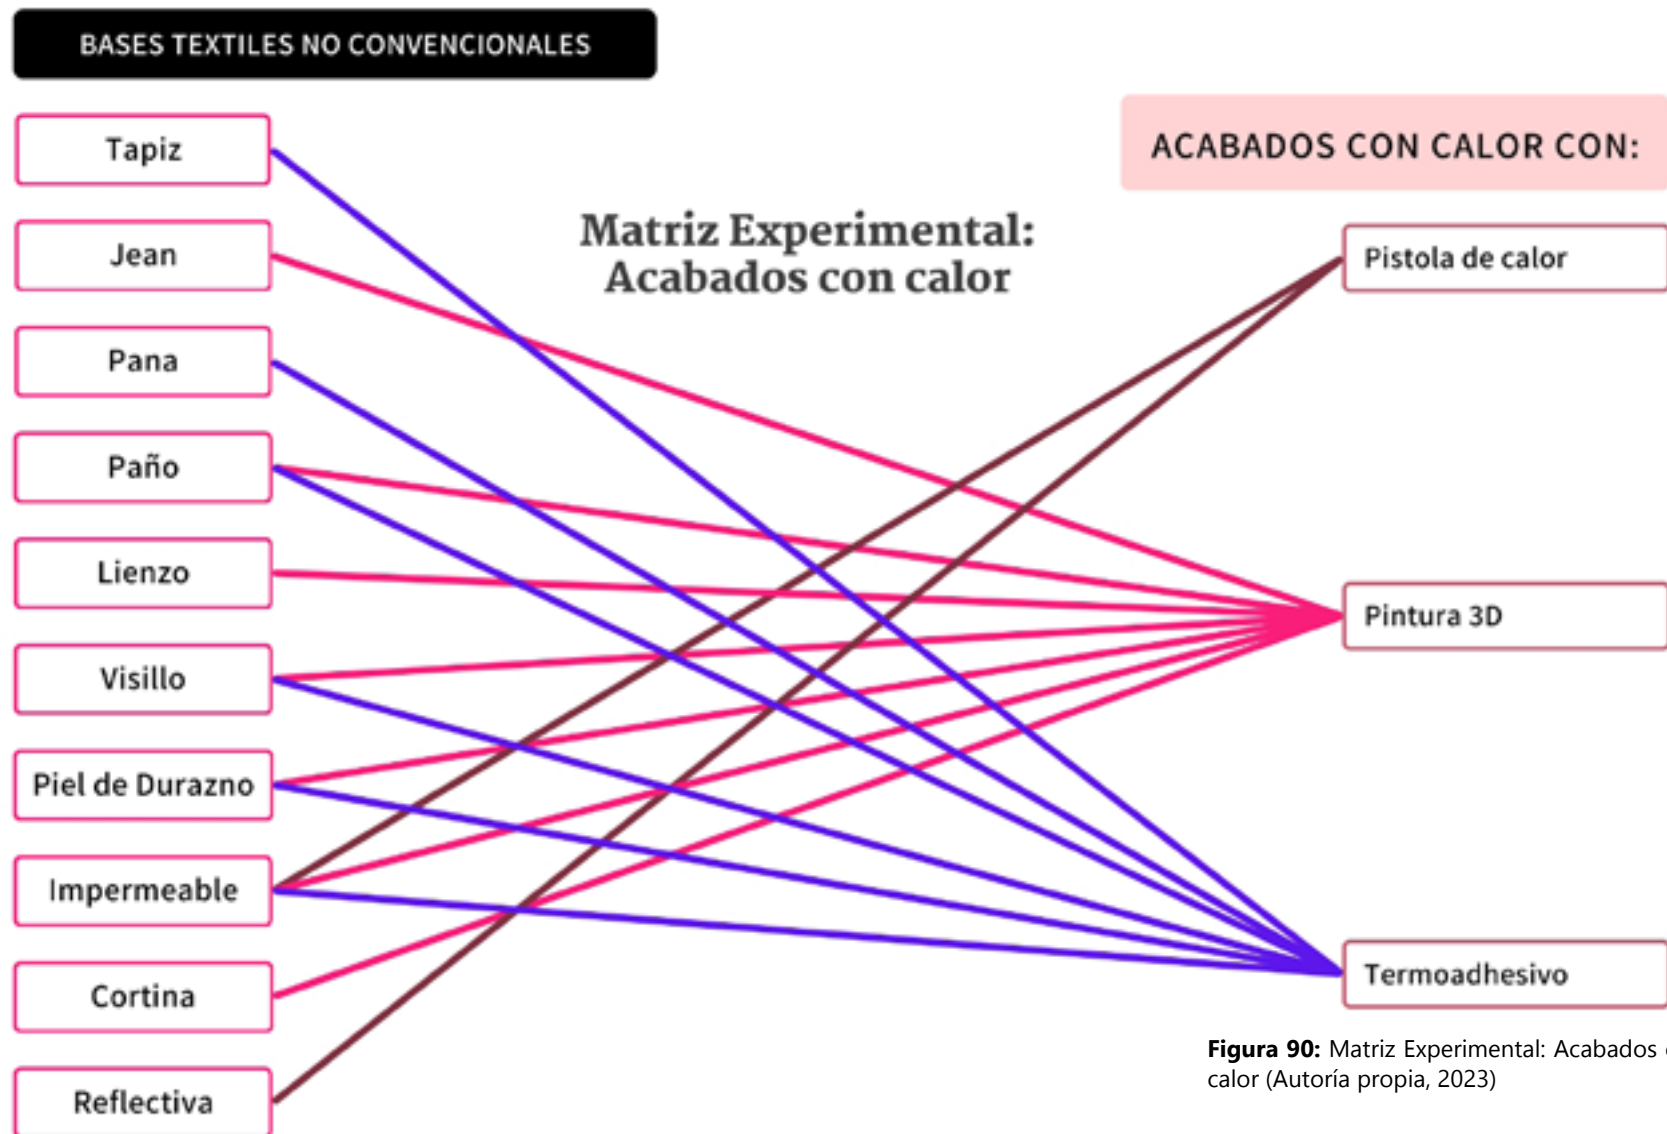 BASES TEXTILES NO CONVENCIONALES
Tapiz
Jean
Pana
Paño
Lienzo
Visillo
Piel de Durazno
Impermeable
Cortina
Reflectiva
Matriz Experimental:
Acabados con calor
ACABADOS CON CALOR CON:
Pistola de calor
Pintura 3D
Termoadhesivo
Figura 90: Matriz Experimental: Acabados
calor (Autoría propia, 2023)